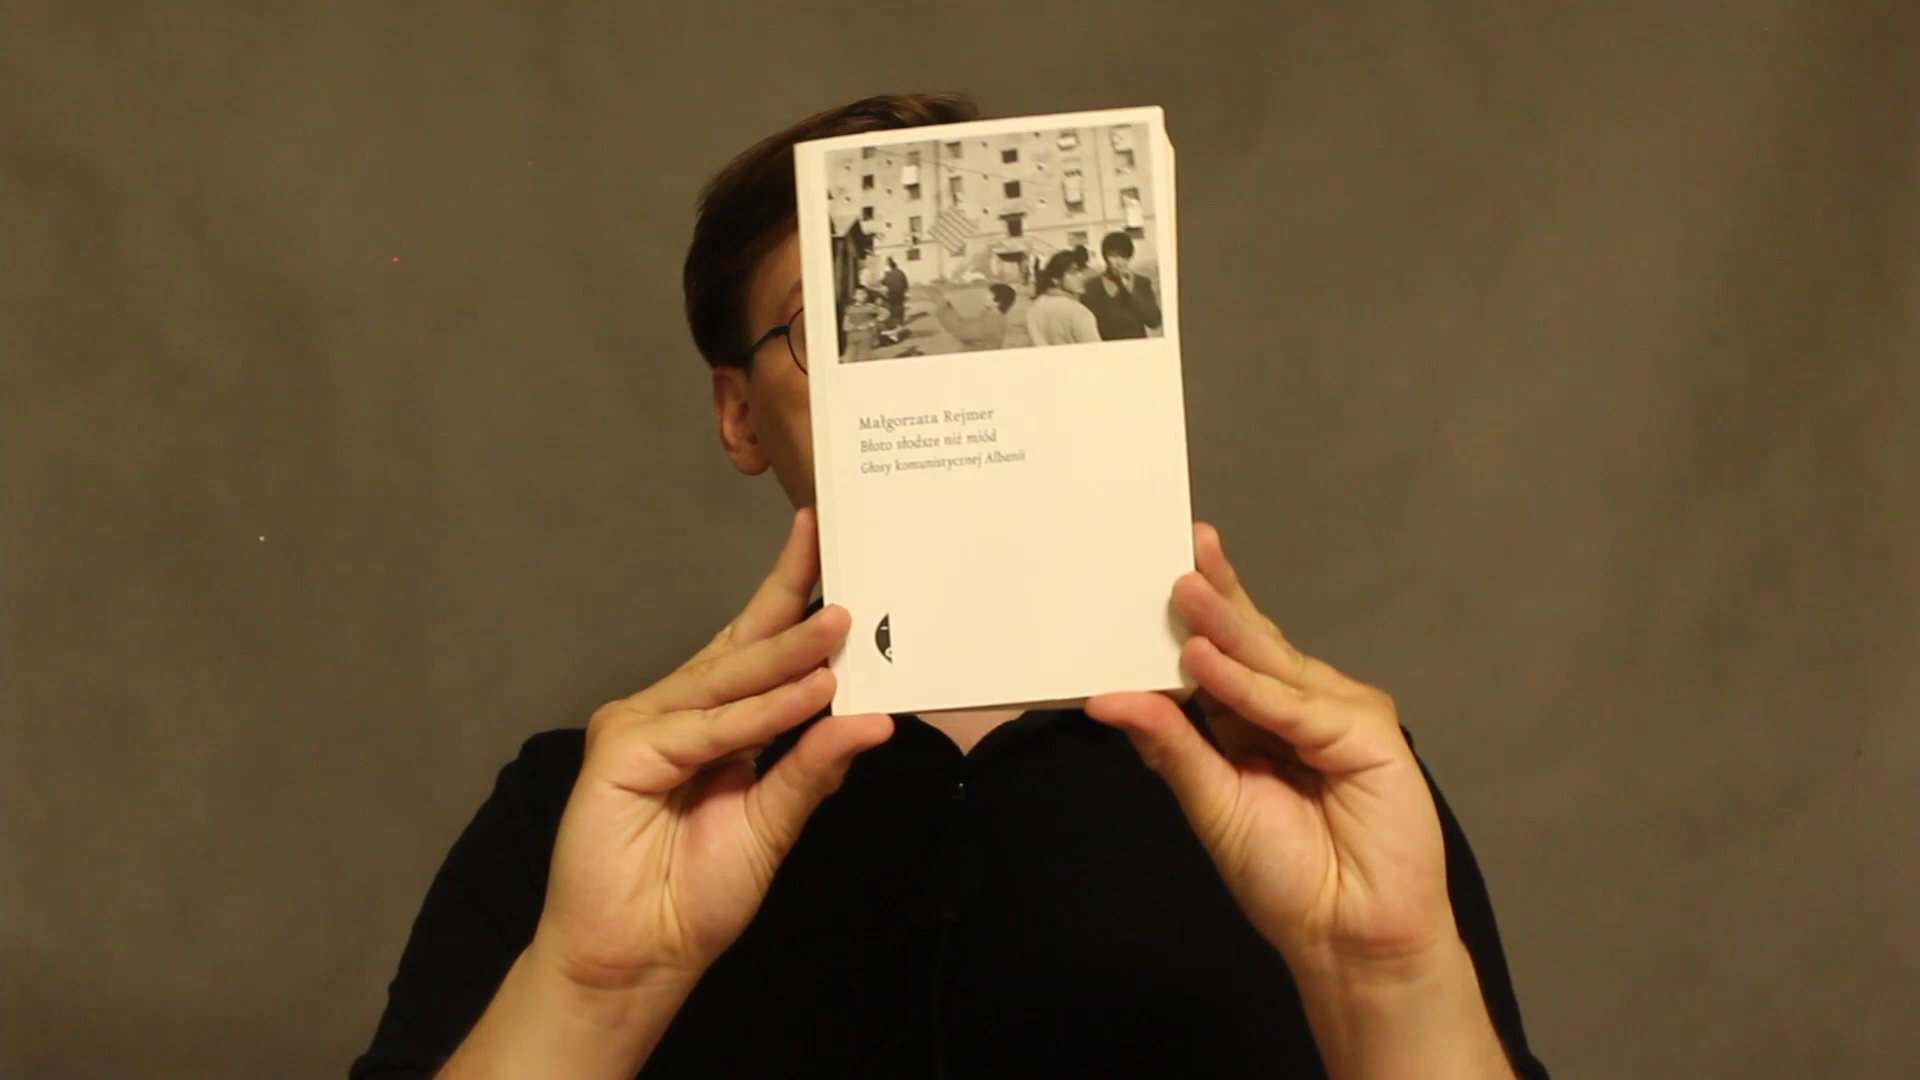 Małgorzata Rejmer
Błoto słodsze niż miód
Głosy komunistycznej Albanii